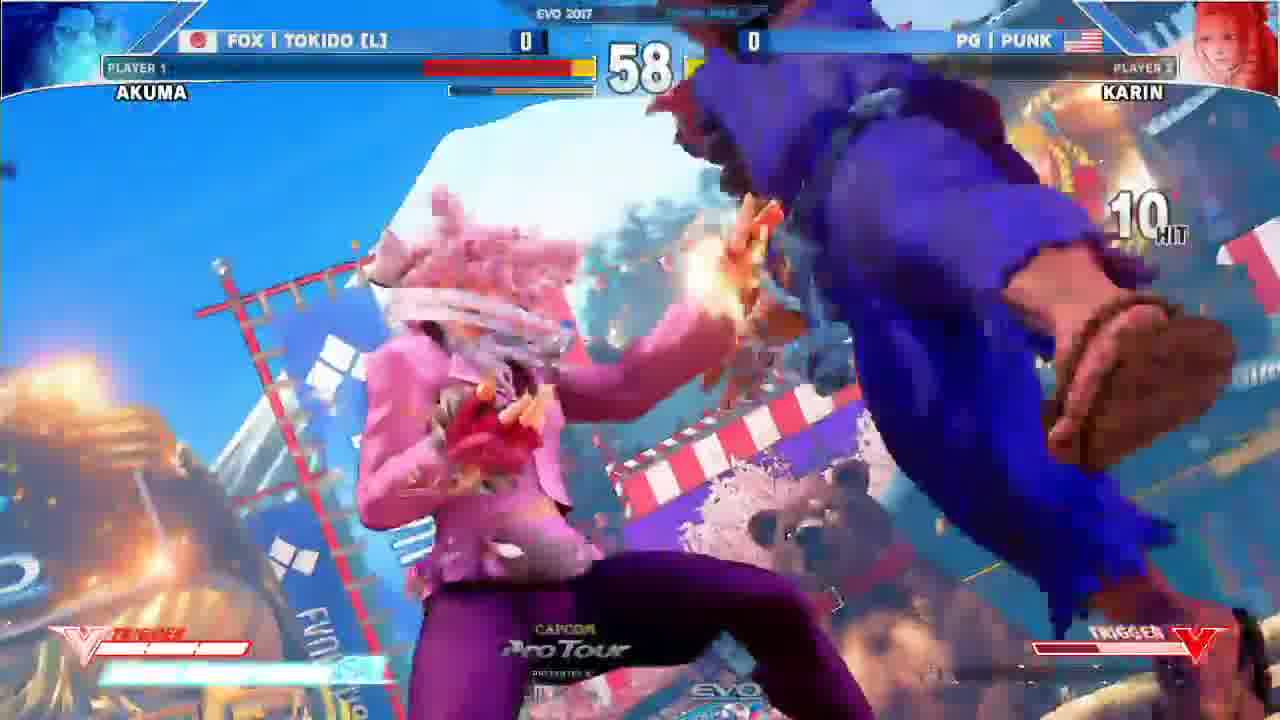 EVO 2017
FOX | TOKIDO [L]
0
58
0
PG | PUNK
PLAYER 1
PLAYER 2
AKUMA
KARIN
10
HIT
EVO
TRIGGER
TRIGGER
CAPCOM
Pro Tour
EVO